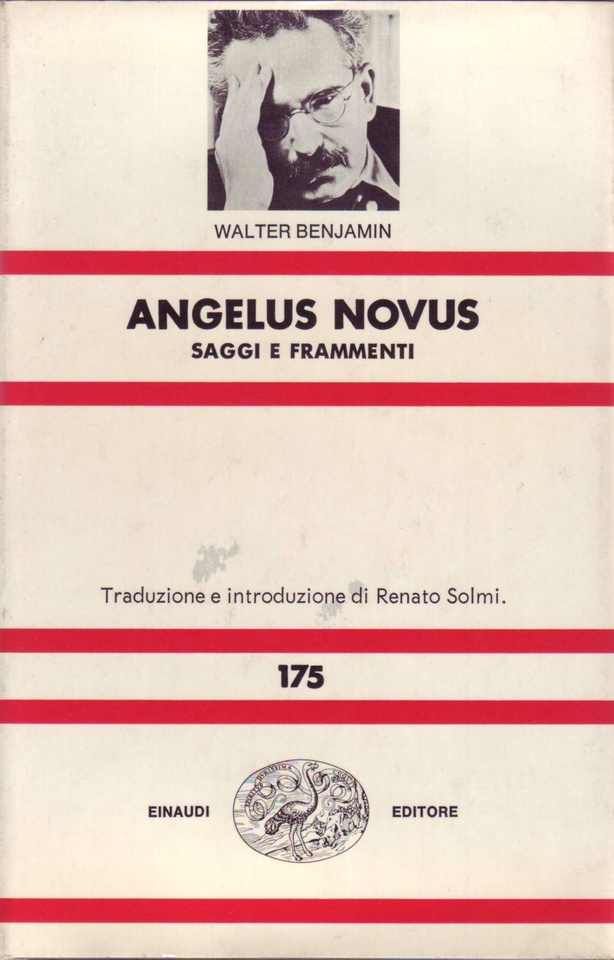 WALTER BENJAMIN
ANGELUS NOVUS
SAGGI E FRAMMENTI
Traduzione e introduzione di Renato Solmi.
175
EINAUDI
EDITORE